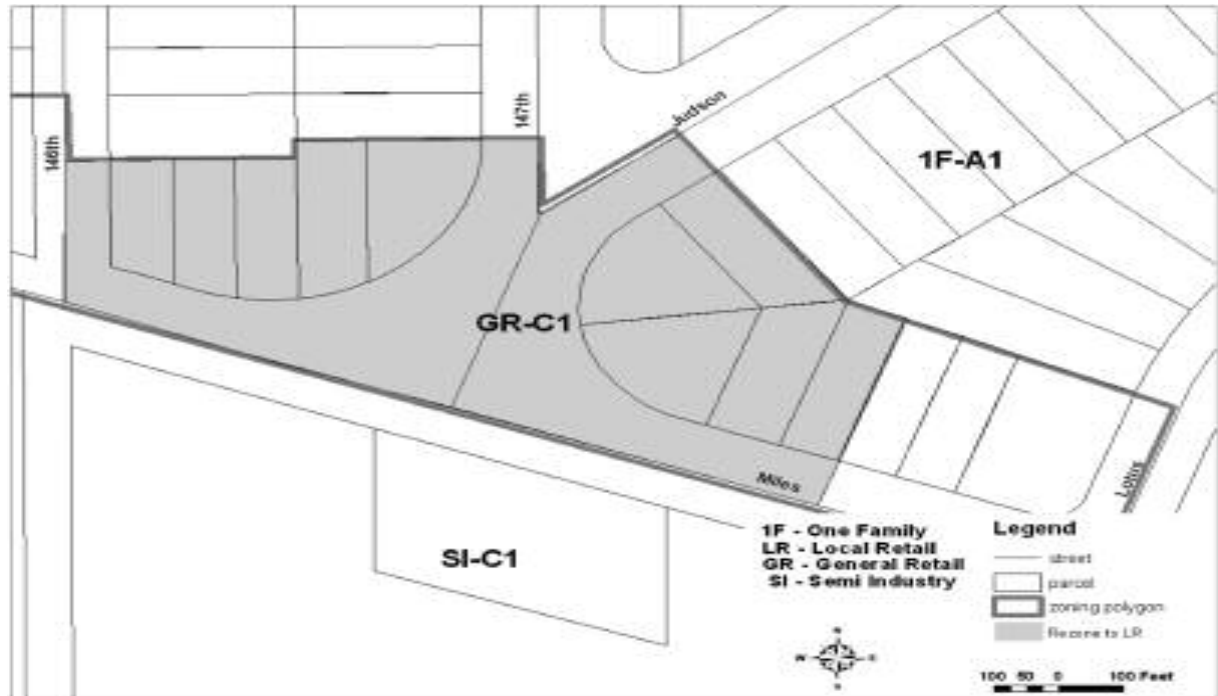 147th
Judson
146th
1F-A1
GR-C1
Miles
SI-C1
1F - One Family
LR - Local Retail
GR - General Retail
SI - Semi Industry
Legend
street
parcel
zoning polygon
Rezone to LR
N
W
E
S
100 50 0 100 Feet